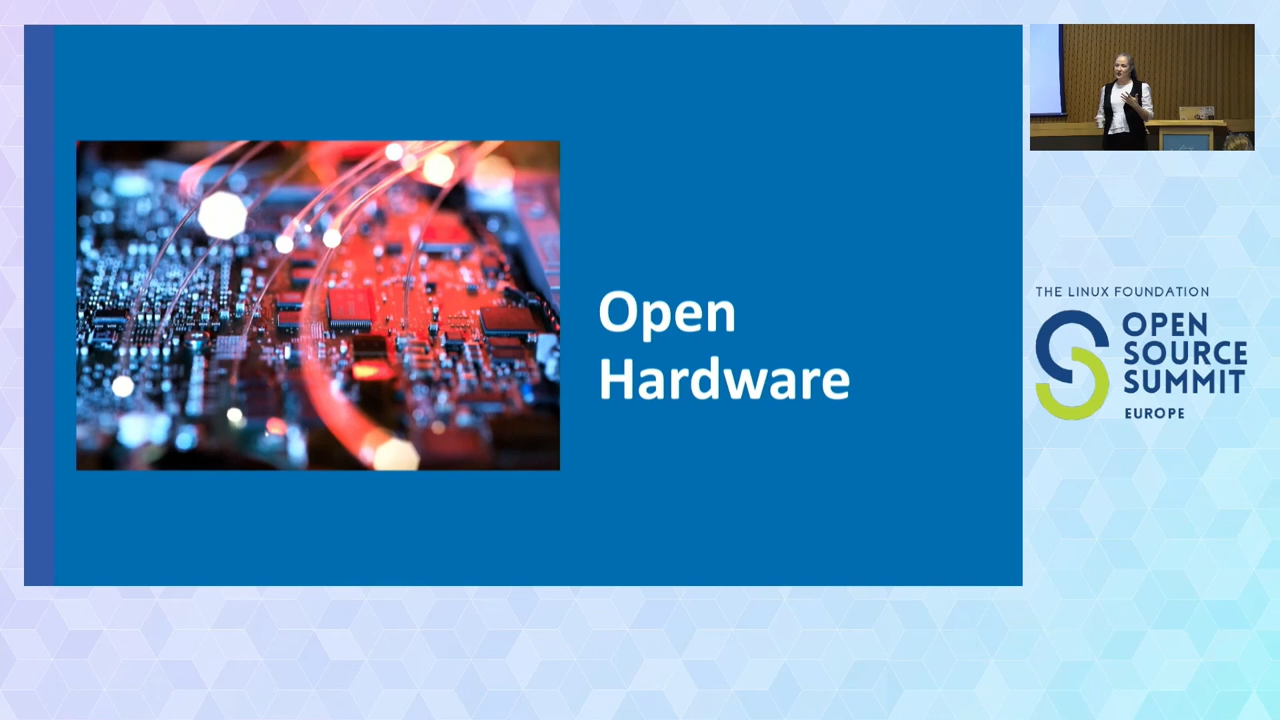 Open
Hardware
THE LINUX FOUNDATION
OPEN
SOURCE
SUMMIT
EUROPE